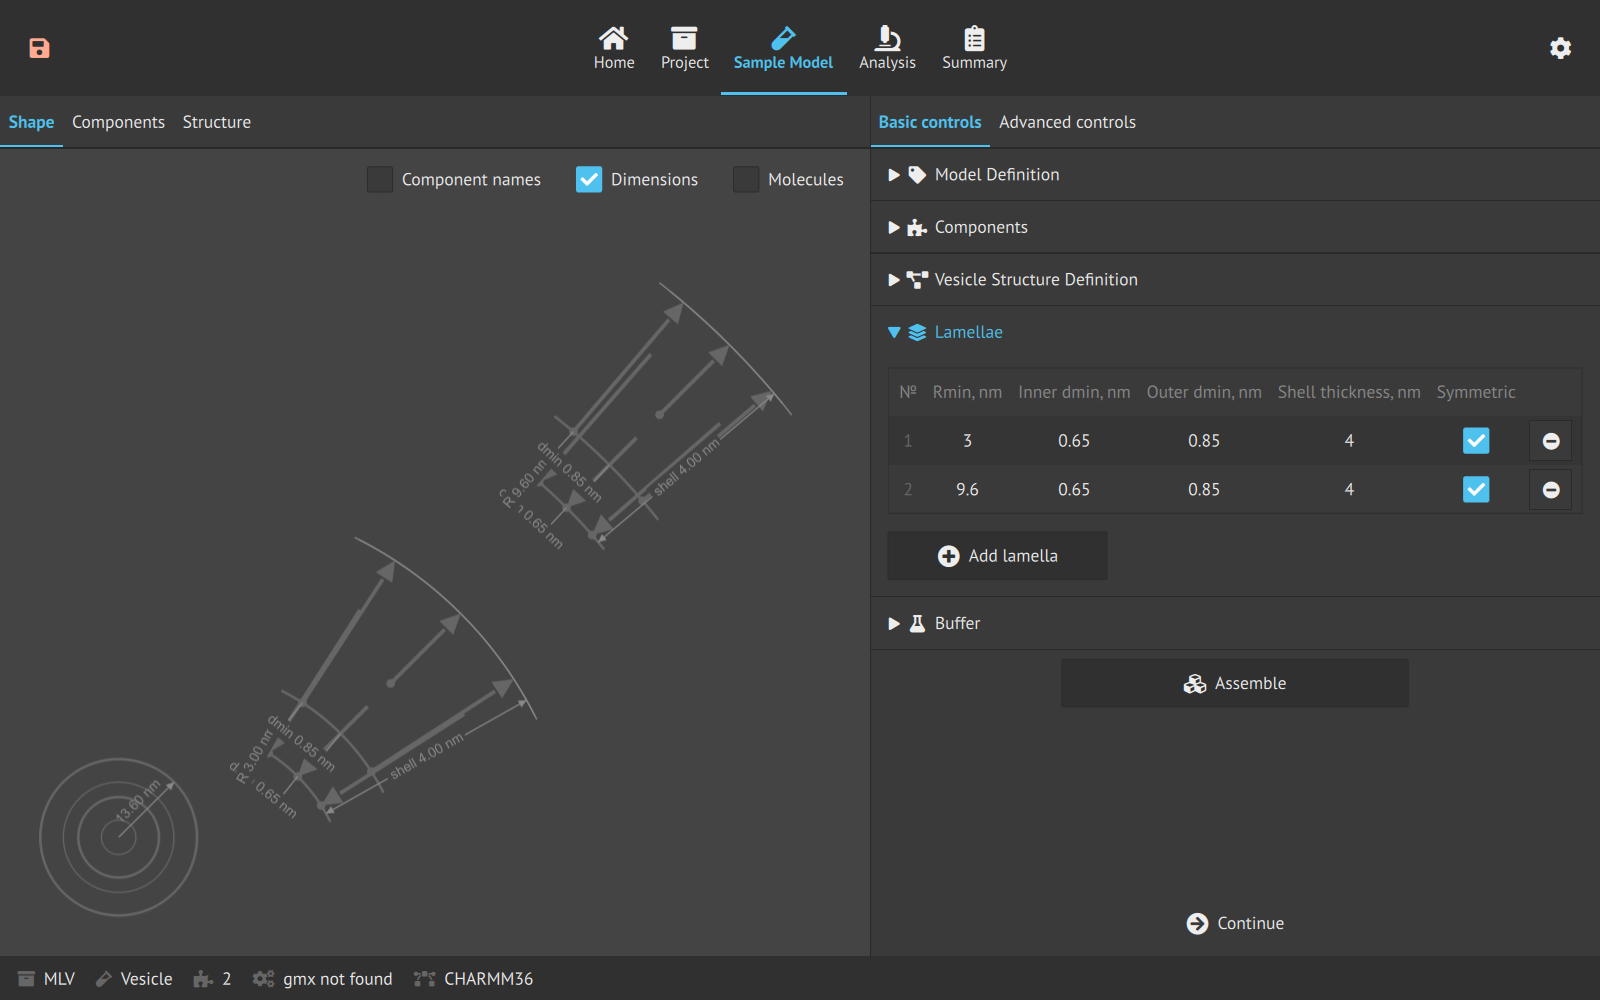 Home Project Sample Model Analysis Summary
Shape Components Structure
Basic controls Advanced controls
Component names Dimensions Molecules
Model Definition
Components
Vesicle Structure Definition
Lamellae
№ Rmin, nm Inner dmin, nm Outer dmin, nm Shell thickness, nm Symmetric
1 3 0.65 0.85 4
2 9.6 0.65 0.85 4
Add lamella
Buffer
Assemble
Continue
dmin 0.85 nm
R 9.60 nm
0.65 nm
shell 4.00 nm
dmin 0.85 nm
R 3.00 nm
0.65 nm
shell 4.00 nm
13.60 nm
MLV Vesicle 2 gmx not found CHARMM36